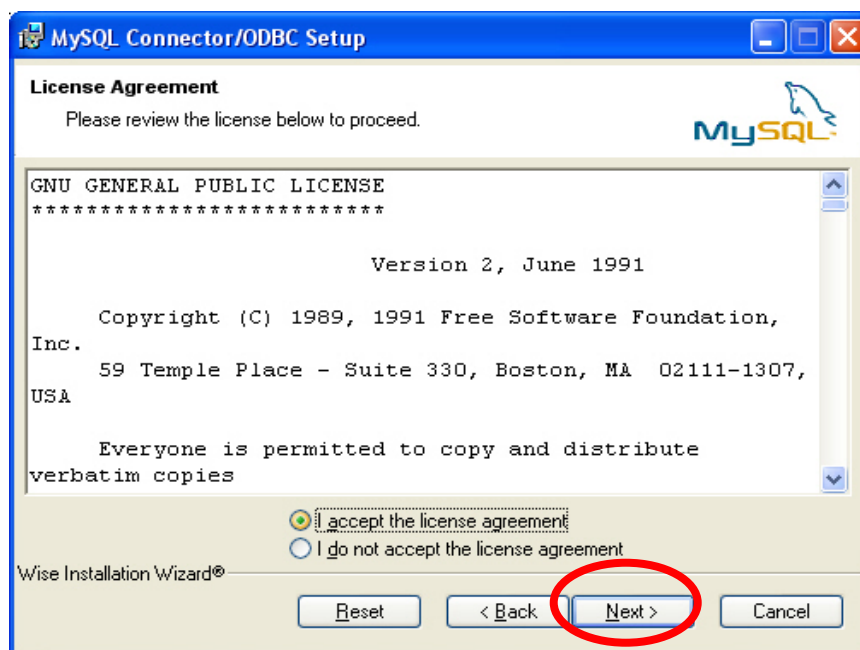 MySQL Connector/ODBC Setup
License Agreement
Please review the license below to proceed.
MySQL
GNU GENERAL PUBLIC LICENSE
**************************
Version 2, June 1991
Copyright (C) 1989, 1991 Free Software Foundation,
Inc.
59 Temple Place - Suite 330, Boston, MA  02111-1307,
USA
Everyone is permitted to copy and distribute
verbatim copies
I accept the license agreement
I do not accept the license agreement
Wise Installation Wizard®
Reset
< Back
Next >
Cancel